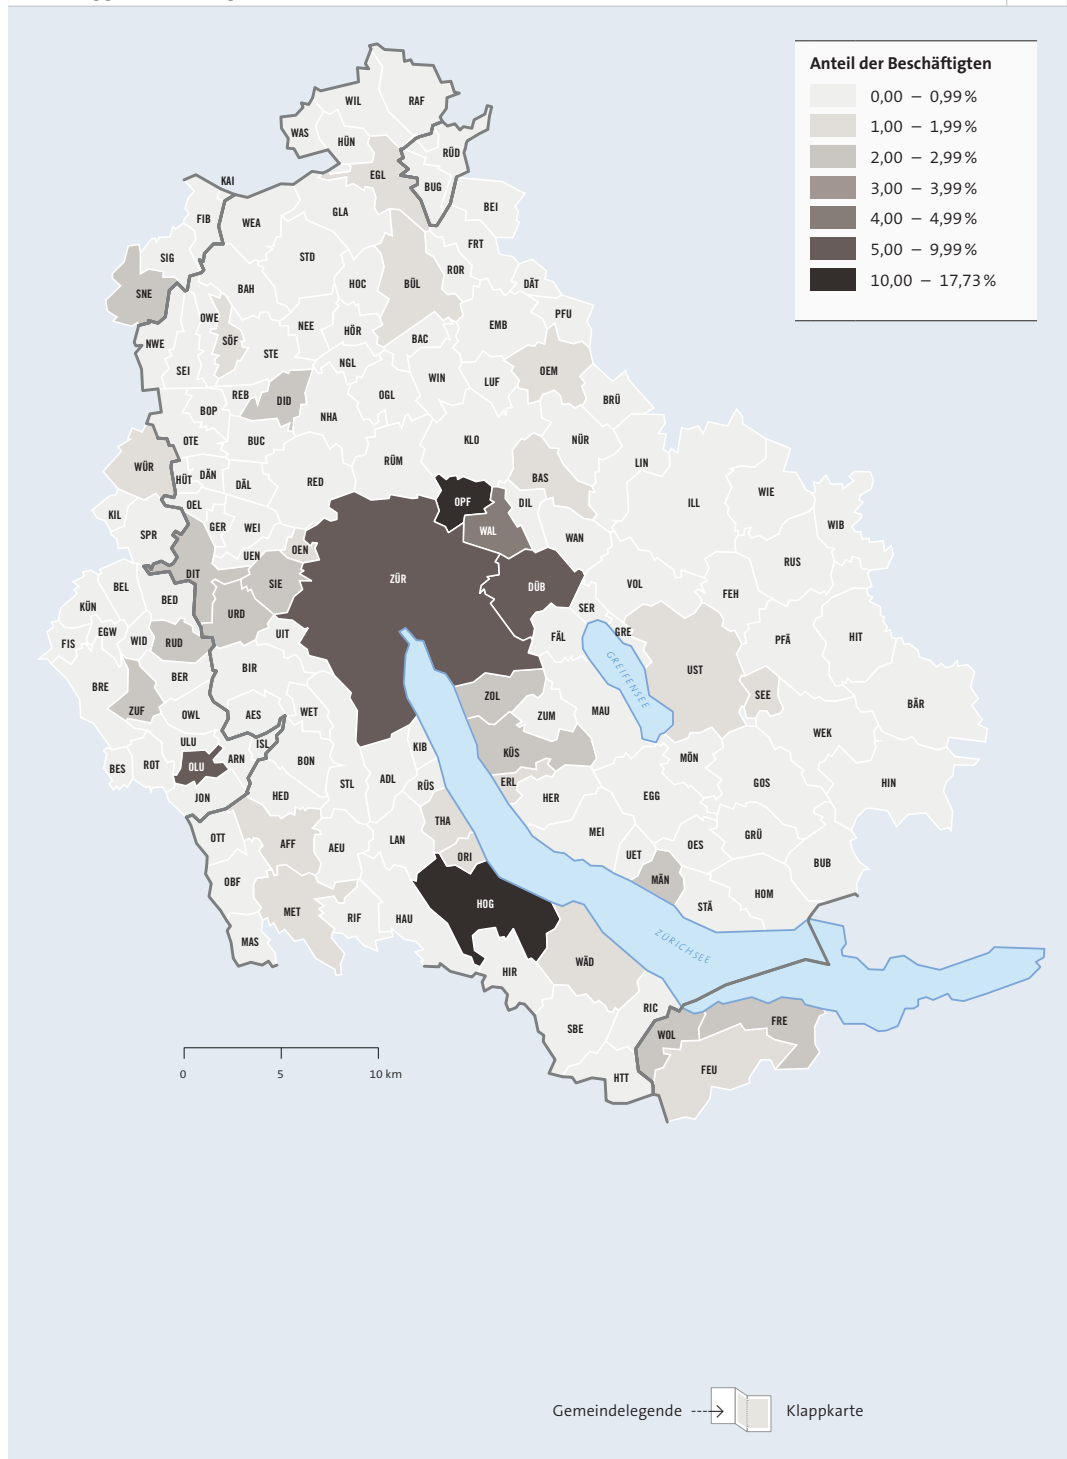 Anteil der Beschäftigten
0,00 – 0,99 %
1,00 – 1,99 %
2,00 – 2,99 %
3,00 – 3,99 %
4,00 – 4,99 %
5,00 – 9,99 %
10,00 – 17,73 %
WIL
RAF
WAS
HÜN
RÜD
EGL
KAI
BUG
BEI
FIB
WEA
GLA
FRT
SIG
STD
ROR
SNE
BAH
HOC
BÜL
DÄT
OWE
PFU
NEE
HÖR
EMB
NWE
SÖF
STE
BAC
SEI
NGL
WIN
LUF
OEM
REB
DID
OGL
BRÜ
BOP
NHA
OTE
BUC
KLO
NÜR
WÜR
RÜM
LIN
HÜT
DÄN
DÄL
RED
BAS
ILL
WIE
OEL
OPF
DIL
KIL
GER
WEI
WAL
WIB
SPR
WAN
UEN
OEN
RUS
DIT
ZÜR
BEL
SIE
DÜB
VOL
FEH
BED
KÜN
URD
SER
EGW
UIT
GRE
FIS
WID
RUD
FÄL
PFÄ
HIT
BIR
GREIFENSEE
UST
BRE
BER
ZOL
SEE
BÄR
ZUF
OWL
AES
WET
ZUM
MAU
WEK
ULU
ISL
KIB
KÜS
BES
ROT
OLU
ARN
BON
MÖN
JON
HED
STL
ADL
RÜS
ERL
HER
EGG
GOS
HIN
OTT
AFF
AEU
LAN
THA
MEI
OES
GRÜ
ORI
UET
BUB
OBF
MÄN
HOM
MET
RIF
HAU
HOG
STÄ
MAS
ZÜRICHSEE
WÄD
HIR
RIC
SBE
WOL
FRE
HTT
FEU
0 5 10 km
Gemeindelegende
Klappkarte